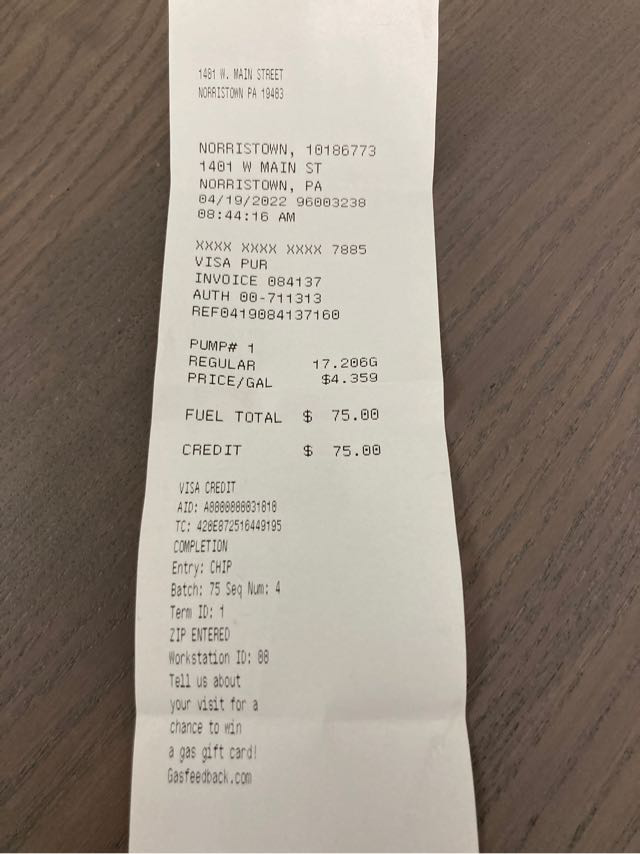 1401 W. MAIN STREET
NORRISTOWN PA 19403
NORRISTOWN, 10186773
1401 W MAIN ST
NORRISTOWN, PA
04/19/2022 96003238
08:44:16 AM
XXXX XXXX XXXX 7885
VISA PUR
INVOICE 084137
AUTH 00-711313
REF0419084137160
PUMP# 1
REGULAR 17.206G
PRICE/GAL $4.359
FUEL TOTAL $ 75.00
CREDIT $ 75.00
VISA CREDIT
AID: A0000000031010
TC: 420E072516449195
COMPLETION
Entry: CHIP
Batch: 75 Seq Num: 4
Term ID: 1
ZIP ENTERED
Workstation ID: 00
Tell us about
your visit for a
chance to win
a gas gift card!
Gasfeedback.com